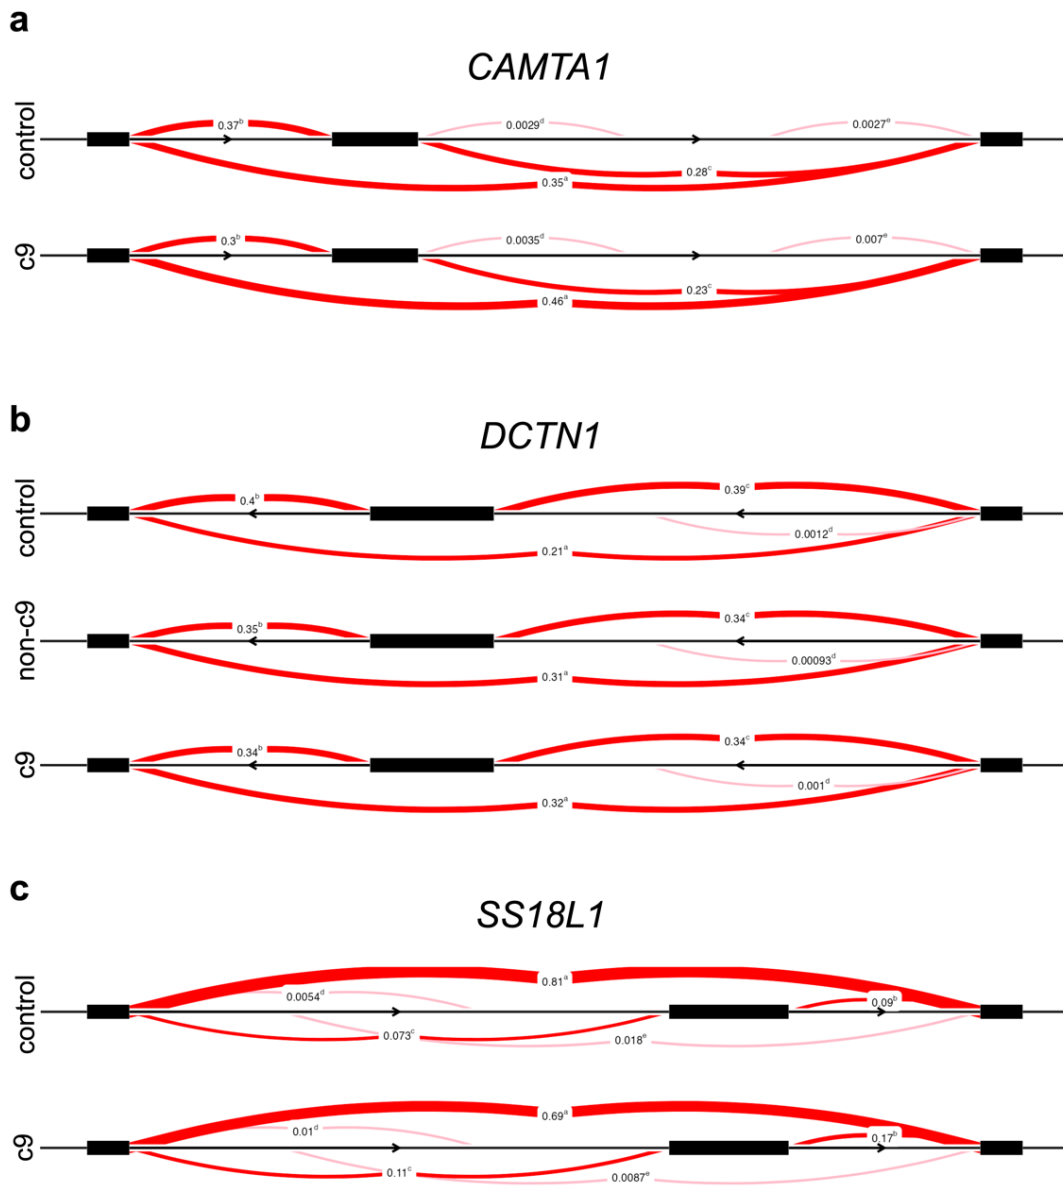 a
CAMTA1
control
0.37ᵇ
0.0029ᵈ
0.0027ᵉ
0.28ᶜ
0.35ᵃ
c9
0.3ᵇ
0.0035ᵈ
0.007ᵉ
0.23ᶜ
0.46ᵃ
b
DCTN1
control
0.4ᵇ
0.39ᶜ
0.0012ᵈ
0.21ᵃ
non-c9
0.35ᵇ
0.34ᶜ
0.00093ᵈ
0.31ᵃ
c9
0.34ᵇ
0.34ᶜ
0.001ᵈ
0.32ᵃ
c
SS18L1
control
0.81ᵃ
0.0054ᵈ
0.09ᵇ
0.073ᶜ
0.018ᵉ
c9
0.69ᵃ
0.01ᵈ
0.17ᵇ
0.11ᶜ
0.0087ᵉ